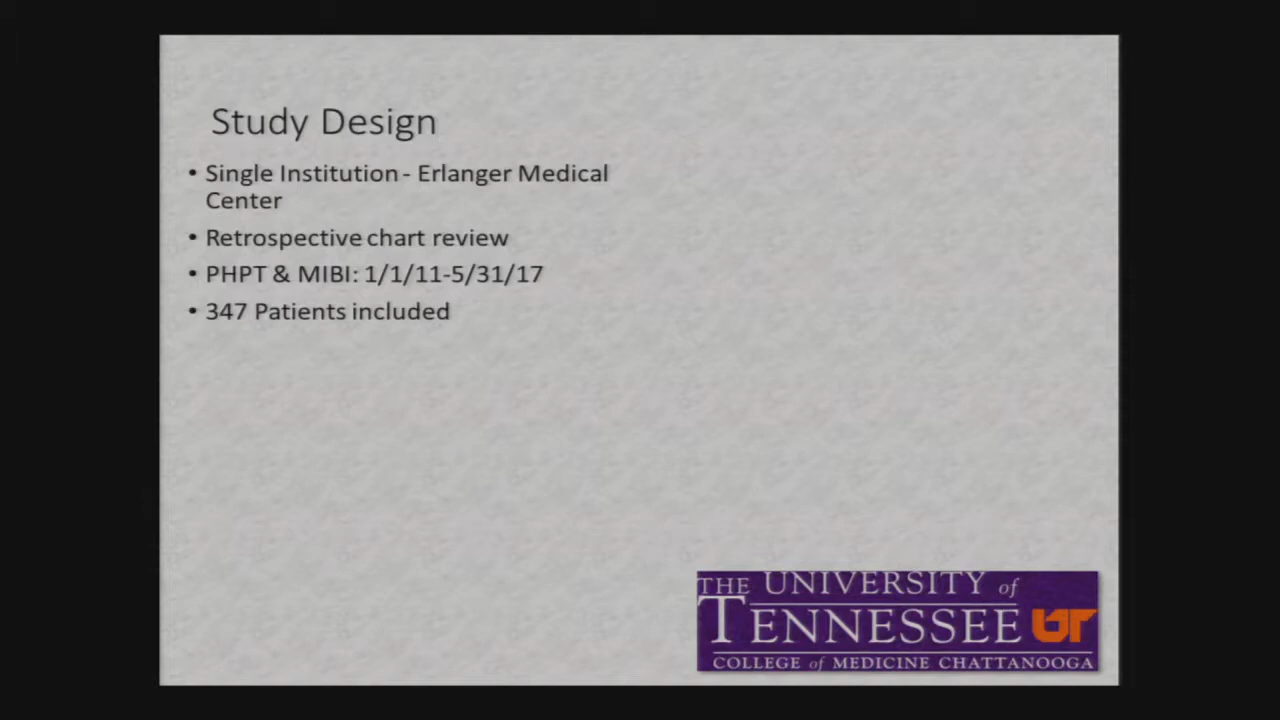 Study Design
• Single Institution - Erlanger Medical
Center
• Retrospective chart review
• PHPT & MIBI: 1/1/11-5/31/17
• 347 Patients included
THE UNIVERSITY of
TENNESSEE UT
COLLEGE of MEDICINE CHATTANOOGA